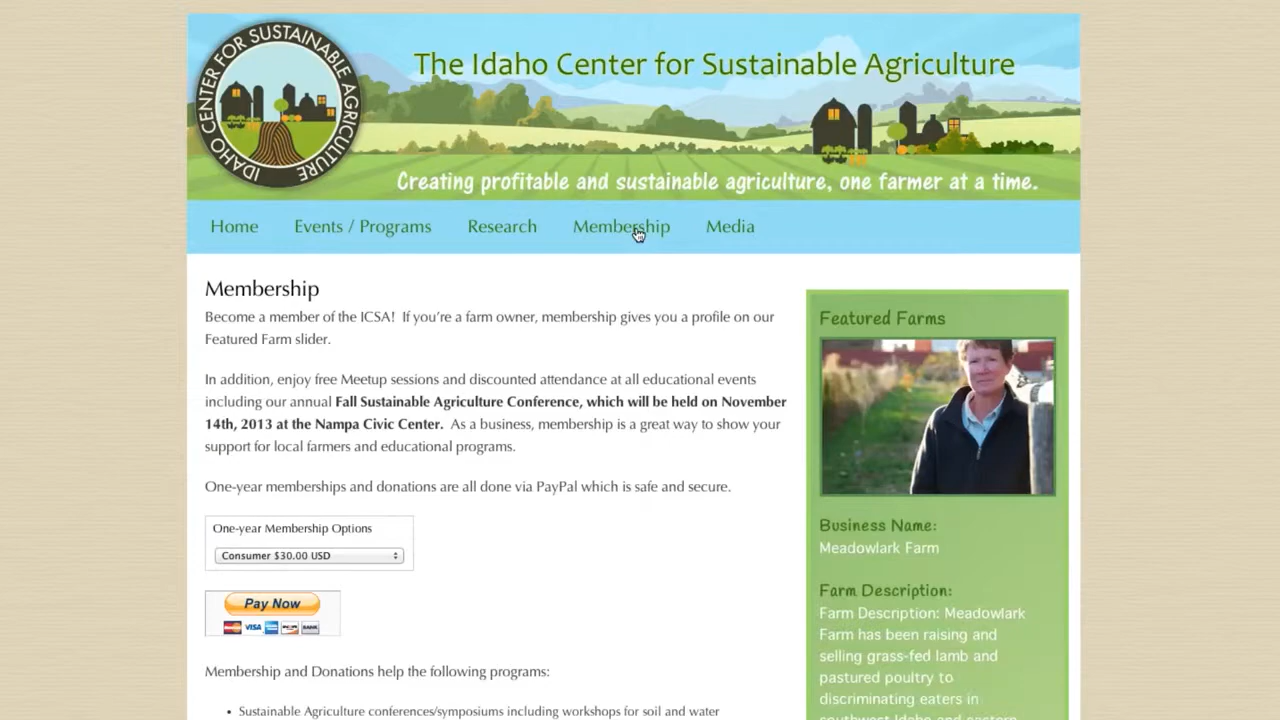 IDAHO CENTER FOR SUSTAINABLE AGRICULTURE
The Idaho Center for Sustainable Agriculture
Creating profitable and sustainable agriculture, one farmer at a time.
Home Events / Programs Research Membership Media
Membership
Become a member of the ICSA! If you're a farm owner, membership gives you a profile on our
Featured Farm slider.
In addition, enjoy free Meetup sessions and discounted attendance at all educational events
including our annual Fall Sustainable Agriculture Conference, which will be held on November
14th, 2013 at the Nampa Civic Center. As a business, membership is a great way to show your
support for local farmers and educational programs.
One-year memberships and donations are all done via PayPal which is safe and secure.
One-year Membership Options
Consumer $30.00 USD
Pay Now
VISA
BANK
Membership and Donations help the following programs:
• Sustainable Agriculture conferences/symposiums including workshops for soil and water
Featured Farms
Business Name:
Meadowlark Farm
Farm Description:
Farm Description: Meadowlark
Farm has been raising and
selling grass-fed lamb and
pastured poultry to
discriminating eaters in
southwest Idaho and eastern